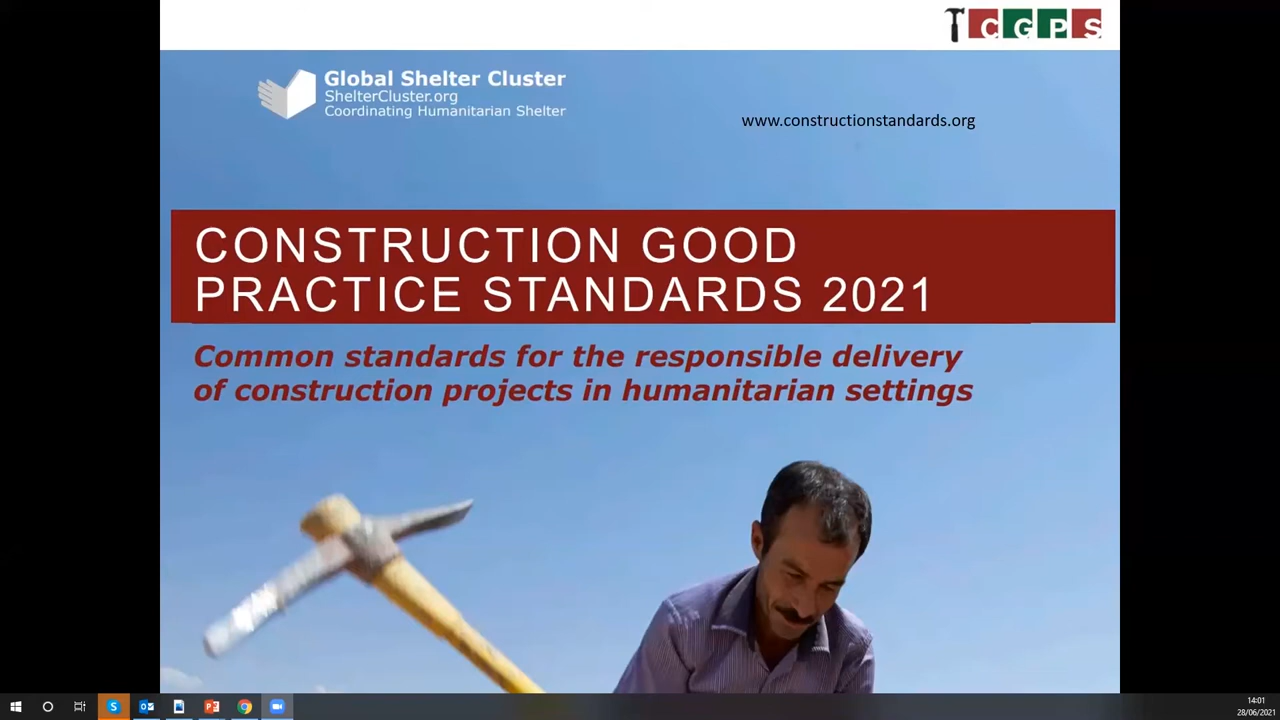 CGPS
Global Shelter Cluster
ShelterCluster.org
Coordinating Humanitarian Shelter
www.constructionstandards.org
CONSTRUCTION GOOD
PRACTICE STANDARDS 2021
Common standards for the responsible delivery
of construction projects in humanitarian settings
14:01
28/06/2021